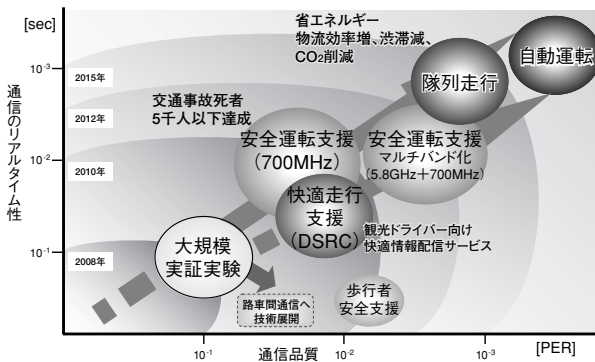 [sec]
通信のリアルタイム性
10-3
10-2
10-1
2015年
2012年
2010年
2008年
省エネルギー
物流効率増、渋滞減、
CO2削減
自動運転
隊列走行
交通事故死者
5千人以下達成
安全運転支援
(700MHz)
安全運転支援
マルチバンド化
(5.8GHz+700MHz)
快適走行
支援
(DSRC)
観光ドライバー向け
快適情報配信サービス
大規模
実証実験
路車間通信へ
技術展開
歩行者
安全支援
10-1
通信品質
10-2
10-3
[PER]